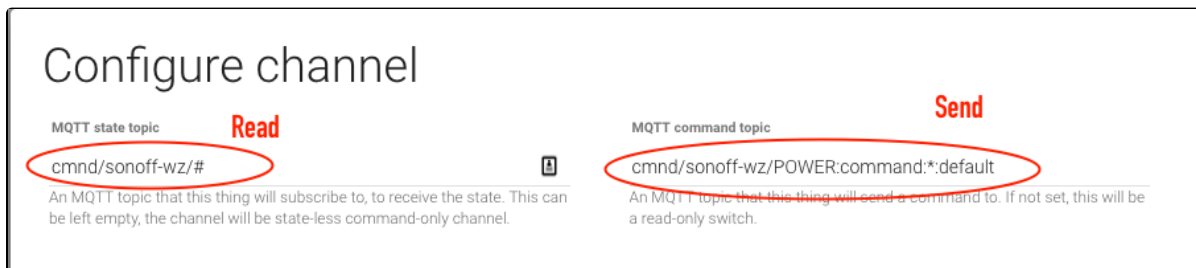 Configure channel
MQTT state topic
Read
cmnd/sonoff-wz/#
An MQTT topic that this thing will subscribe to, to receive the state. This can
be left empty, the channel will be state-less command-only channel.
Send
MQTT command topic
cmnd/sonoff-wz/POWER:command:*:default
An MQTT topic that this thing will send a command to. If not set, this will be
a read-only switch.